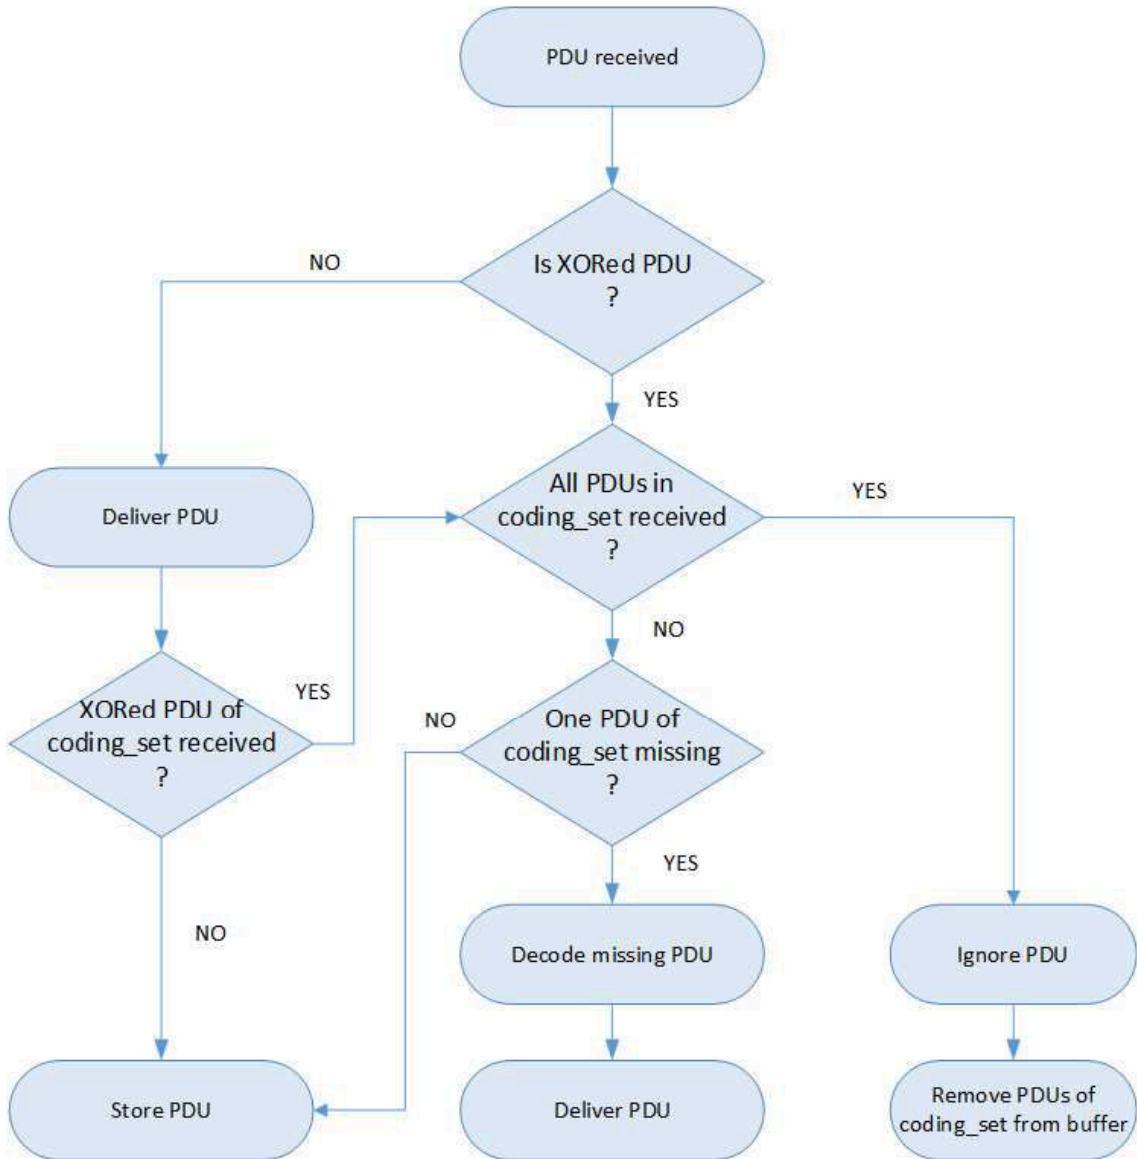 PDU received
Is XORed PDU
?
NO
YES
All PDUs in
coding_set received
?
YES
Deliver PDU
NO
XORed PDU of
coding_set received
?
YES
NO
One PDU of
coding_set missing
?
YES
NO
Decode missing PDU
Ignore PDU
Store PDU
Deliver PDU
Remove PDUs of
coding_set from buffer